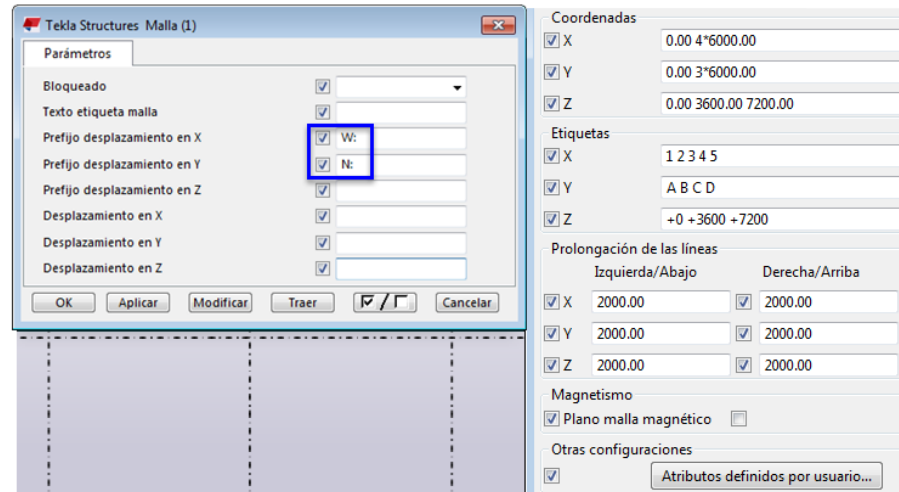 Tekla Structures Malla (1)
Parámetros
Bloqueado
Texto etiqueta malla
Prefijo desplazamiento en X W:
Prefijo desplazamiento en Y N:
Prefijo desplazamiento en Z
Desplazamiento en X
Desplazamiento en Y
Desplazamiento en Z
OK Aplicar Modificar Traer / Cancelar
Coordenadas
X 0.00 4*6000.00
Y 0.00 3*6000.00
Z 0.00 3600.00 7200.00
Etiquetas
X 1 2 3 4 5
Y A B C D
Z +0 +3600 +7200
Prolongación de las líneas
Izquierda/Abajo Derecha/Arriba
X 2000.00 2000.00
Y 2000.00 2000.00
Z 2000.00 2000.00
Magnetismo
Plano malla magnético
Otras configuraciones
Atributos definidos por usuario...